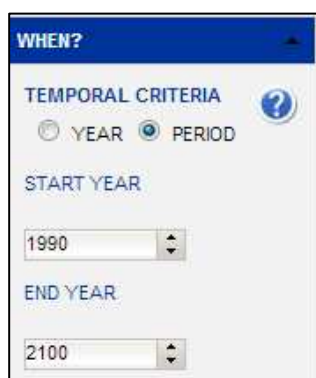 WHEN?
TEMPORAL CRITERIA
?
YEAR PERIOD
START YEAR
1990
END YEAR
2100